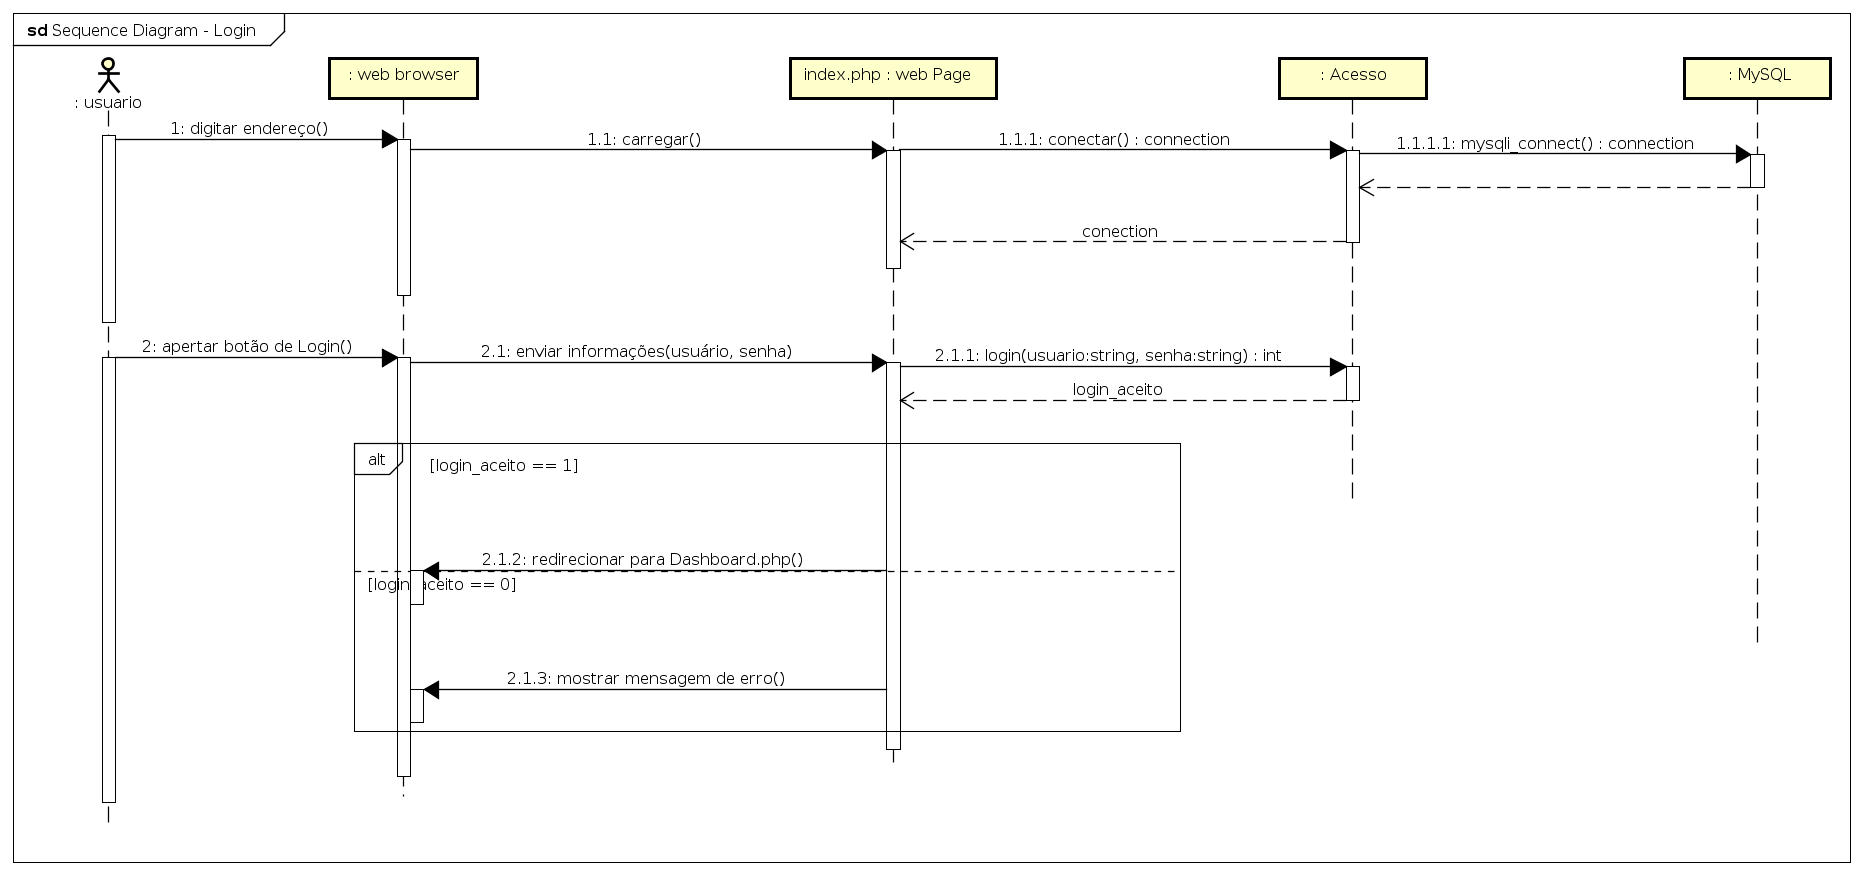 sd Sequence Diagram - Login
: usuario
: web browser
index.php : web Page
: Acesso
: MySQL
1: digitar endereço()
1.1: carregar()
1.1.1: conectar() : connection
1.1.1.1: mysqli_connect() : connection
conection
2: apertar botão de Login()
2.1: enviar informações(usuário, senha)
2.1.1: login(usuario:string, senha:string) : int
login_aceito
alt
[login_aceito == 1]
2.1.2: redirecionar para Dashboard.php()
[login_aceito == 0]
2.1.3: mostrar mensagem de erro()